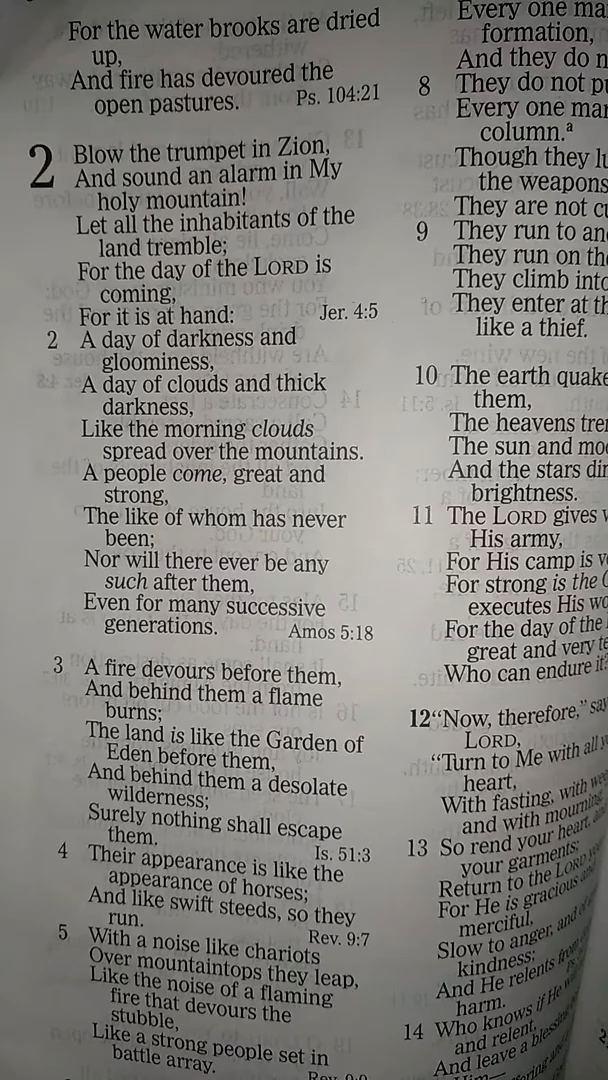 For the water brooks are dried
up,
And fire has devoured the
open pastures. Ps. 104:21
2 Blow the trumpet in Zion,
And sound an alarm in My
holy mountain!
Let all the inhabitants of the
land tremble;
For the day of the LORD is
coming,
For it is at hand: Jer. 4:5
2 A day of darkness and
gloominess,
A day of clouds and thick
darkness,
Like the morning clouds
spread over the mountains.
A people come, great and
strong,
The like of whom has never
been;
Nor will there ever be any
such after them,
Even for many successive
generations. Amos 5:18
3 A fire devours before them,
And behind them a flame
burns;
The land is like the Garden of
Eden before them,
And behind them a desolate
wilderness;
Surely nothing shall escape
them. Is. 51:3
4 Their appearance is like the
appearance of horses;
And like swift steeds, so they
run. Rev. 9:7
5 With a noise like chariots
Over mountaintops they leap,
Like the noise of a flaming
fire that devours the
stubble,
Like a strong people set in
battle array.
Every one
formation,
And they do
8 They do not
Every one
column.a
Though they
the weapons
They are not
9 They run to
They run on
They climb into
They enter at
like a thief.
10 The earth
them,
The heavens
The sun and
And the stars
brightness.
11 The LORD gives
His army,
For His camp is
For strong is the
executes His
For the day of the
great and very
Who can endure it?
12 “Now, therefore,” say
LORD,
“Turn to Me with all
heart,
With fasting, with
and with mourning
13 So rend your heart,
your garments;
Return to the LORD
For He is gracious and
merciful,
Slow to anger, and of
kindness;
And He relents from
harm.
14 Who knows if He
and relent,
And leave a blessing
Him—